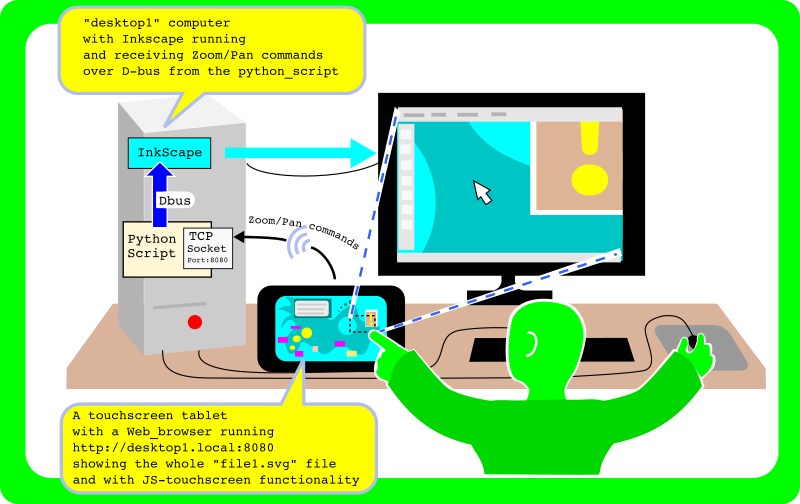 "desktop1" computer
with Inkscape running
and receiving Zoom/Pan commands
over D-bus from the python_script
InkScape
Dbus
Python
Script
TCP
Socket
Port:8080
Zoom/Pan commands
A touchscreen tablet
with a Web_browser running
http://desktop1.local:8080
showing the whole "file1.svg" file
and with JS-touchscreen functionality